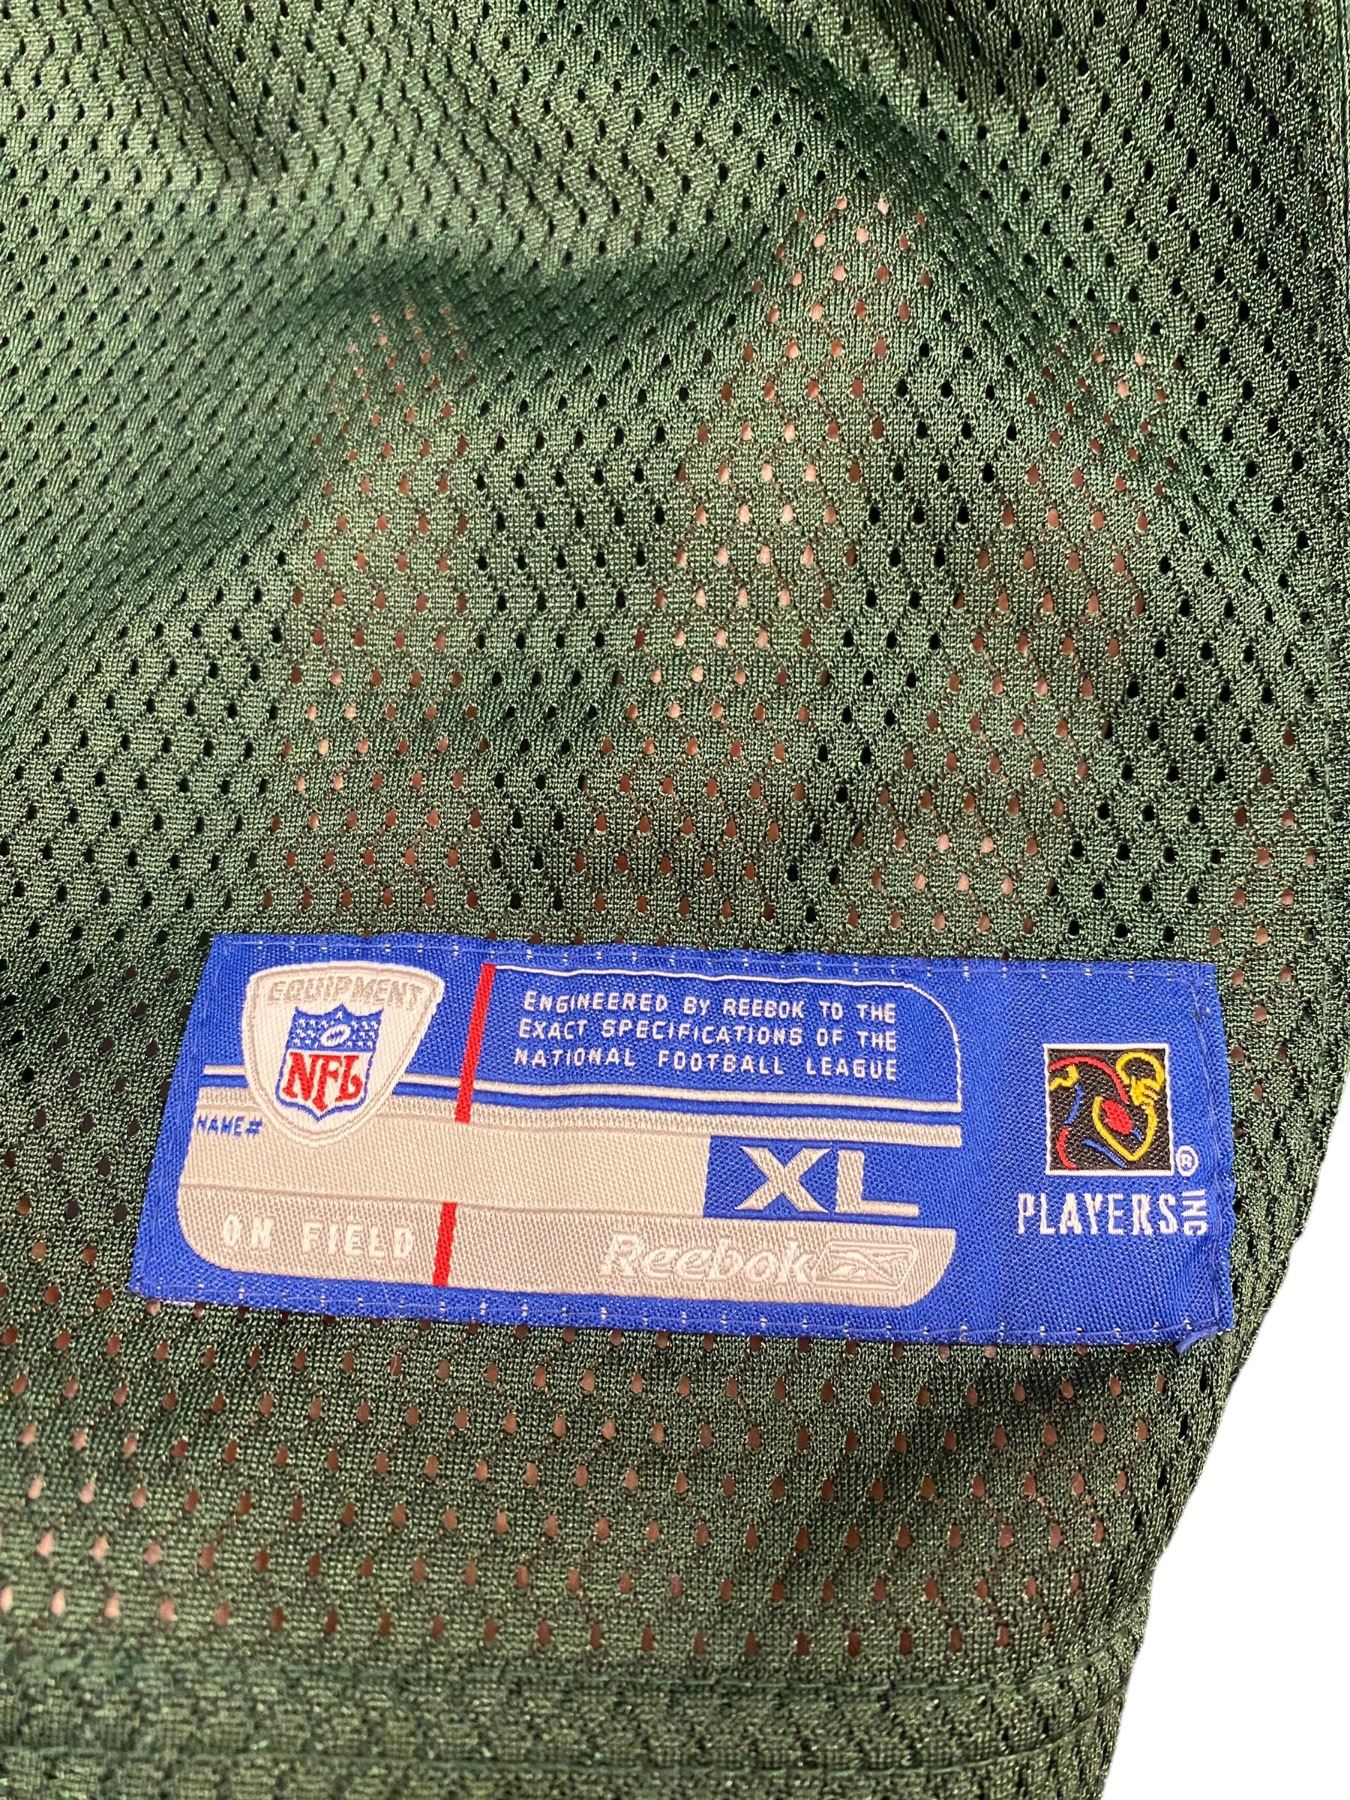 EQUIPMENT
NFL
ENGINEERED BY REEBOK TO THE
EXACT SPECIFICATIONS OF THE
NATIONAL FOOTBALL LEAGUE
NAME#
XL
ON FIELD
Reebok
®
PLAYERS INC